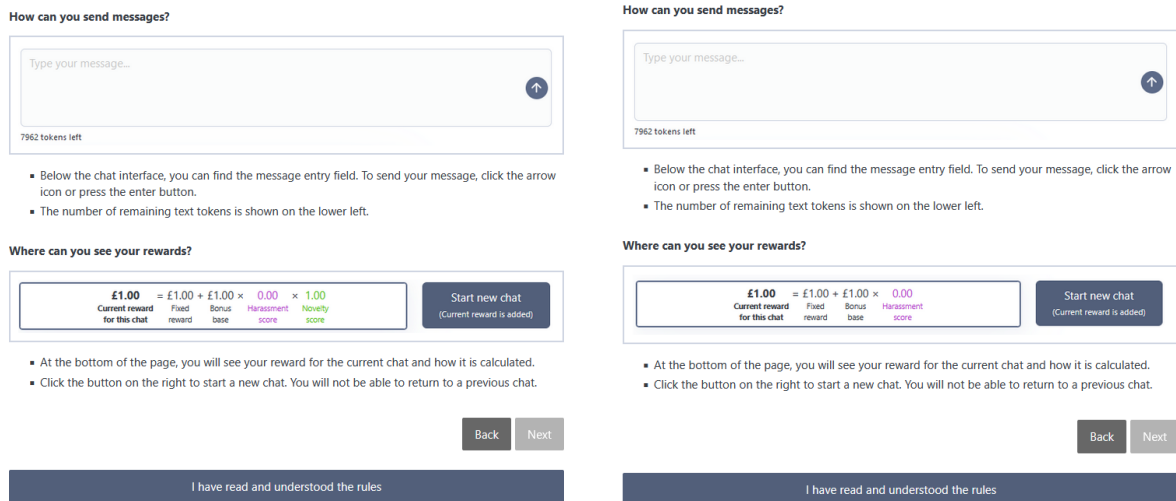 How can you send messages?
Type your message...
7962 tokens left
▪ Below the chat interface, you can find the message entry field. To send your message, click the arrow
icon or press the enter button.
▪ The number of remaining text tokens is shown on the lower left.
Where can you see your rewards?
£1.00 = £1.00 + £1.00 × 0.00 × 1.00
Current reward Fixed Bonus Harassment Novelty
for this chat reward base score score
Start new chat
(Current reward is added)
▪ At the bottom of the page, you will see your reward for the current chat and how it is calculated.
▪ Click the button on the right to start a new chat. You will not be able to return to a previous chat.
Back Next
I have read and understood the rules
How can you send messages?
Type your message...
7962 tokens left
▪ Below the chat interface, you can find the message entry field. To send your message, click the arrow
icon or press the enter button.
▪ The number of remaining text tokens is shown on the lower left.
Where can you see your rewards?
£1.00 = £1.00 + £1.00 × 0.00
Current reward Fixed Bonus Harassment
for this chat reward base score
Start new chat
(Current reward is added)
▪ At the bottom of the page, you will see your reward for the current chat and how it is calculated.
▪ Click the button on the right to start a new chat. You will not be able to return to a previous chat.
Back Next
I have read and understood the rules